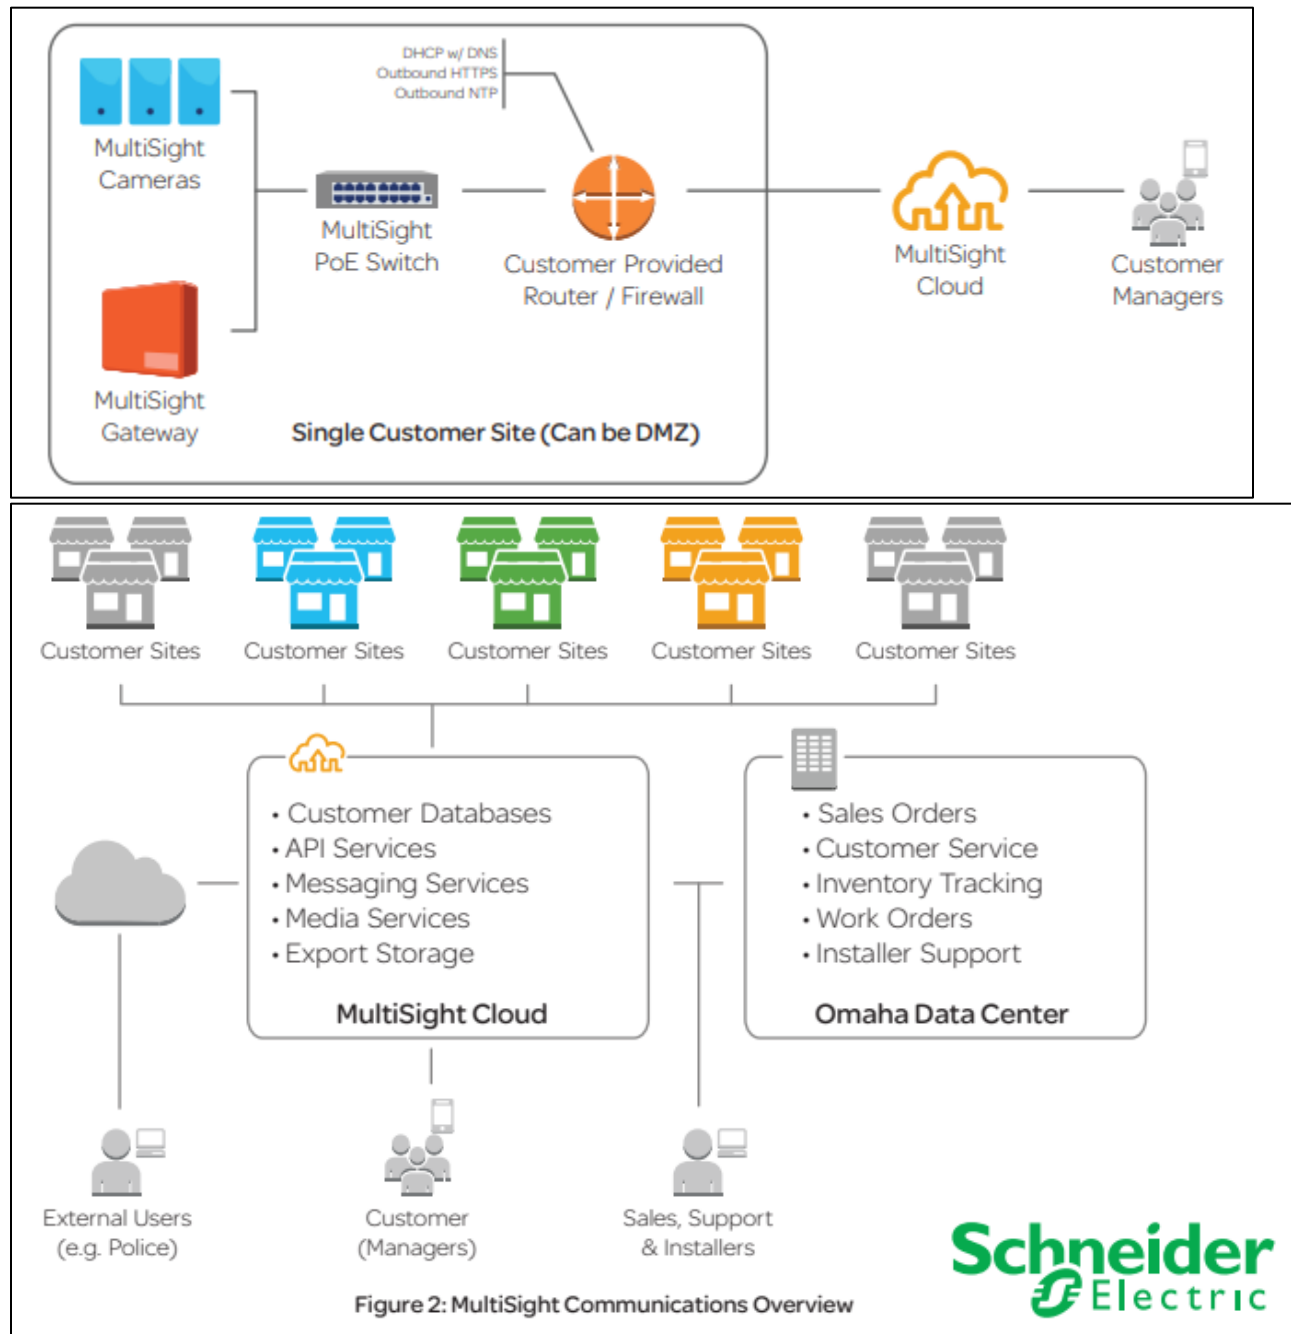 DHCP w/ DNS
Outbound HTTPS
Outbound NTP
MultiSight
Cameras
MultiSight
PoE Switch
Customer Provided
Router / Firewall
MultiSight
Cloud
Customer
Managers
MultiSight
Gateway
Single Customer Site (Can be DMZ)
Customer Sites
Customer Sites
Customer Sites
Customer Sites
Customer Sites
• Customer Databases
• API Services
• Messaging Services
• Media Services
• Export Storage
MultiSight Cloud
• Sales Orders
• Customer Service
• Inventory Tracking
• Work Orders
• Installer Support
Omaha Data Center
External Users
(e.g. Police)
Customer
(Managers)
Sales, Support
& Installers
Schneider
Electric
Figure 2: MultiSight Communications Overview